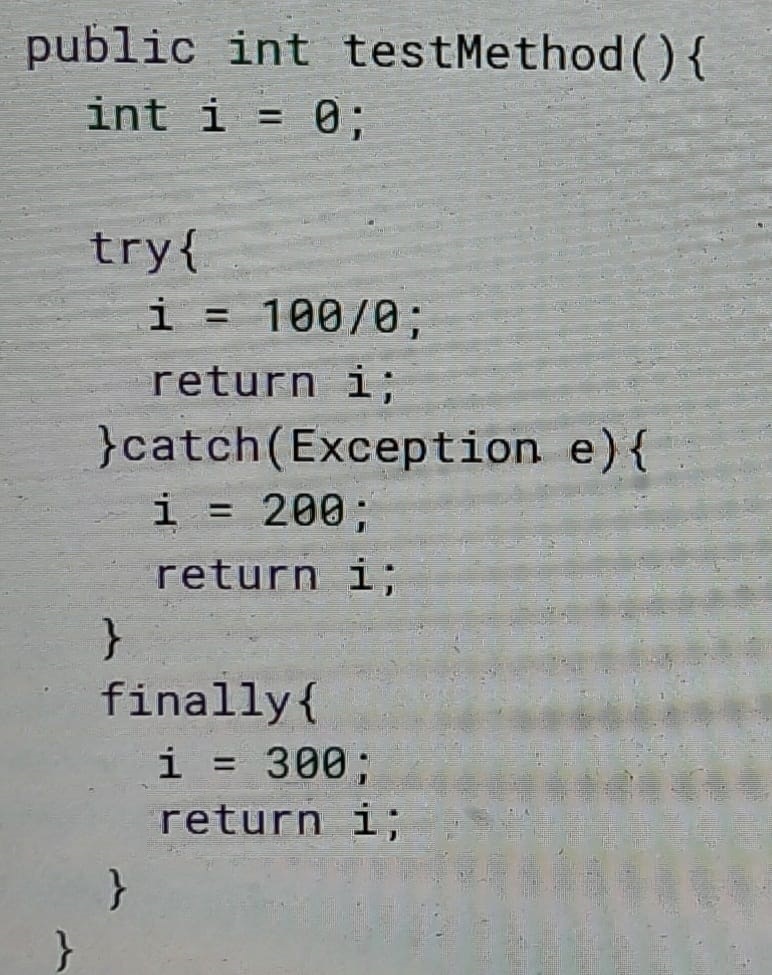 public int testMethod(){
int i = 0;
try{
i = 100/0;
return i;
}catch(Exception e){
i = 200;
return i;
}
finally{
i = 300;
return i;
}
}